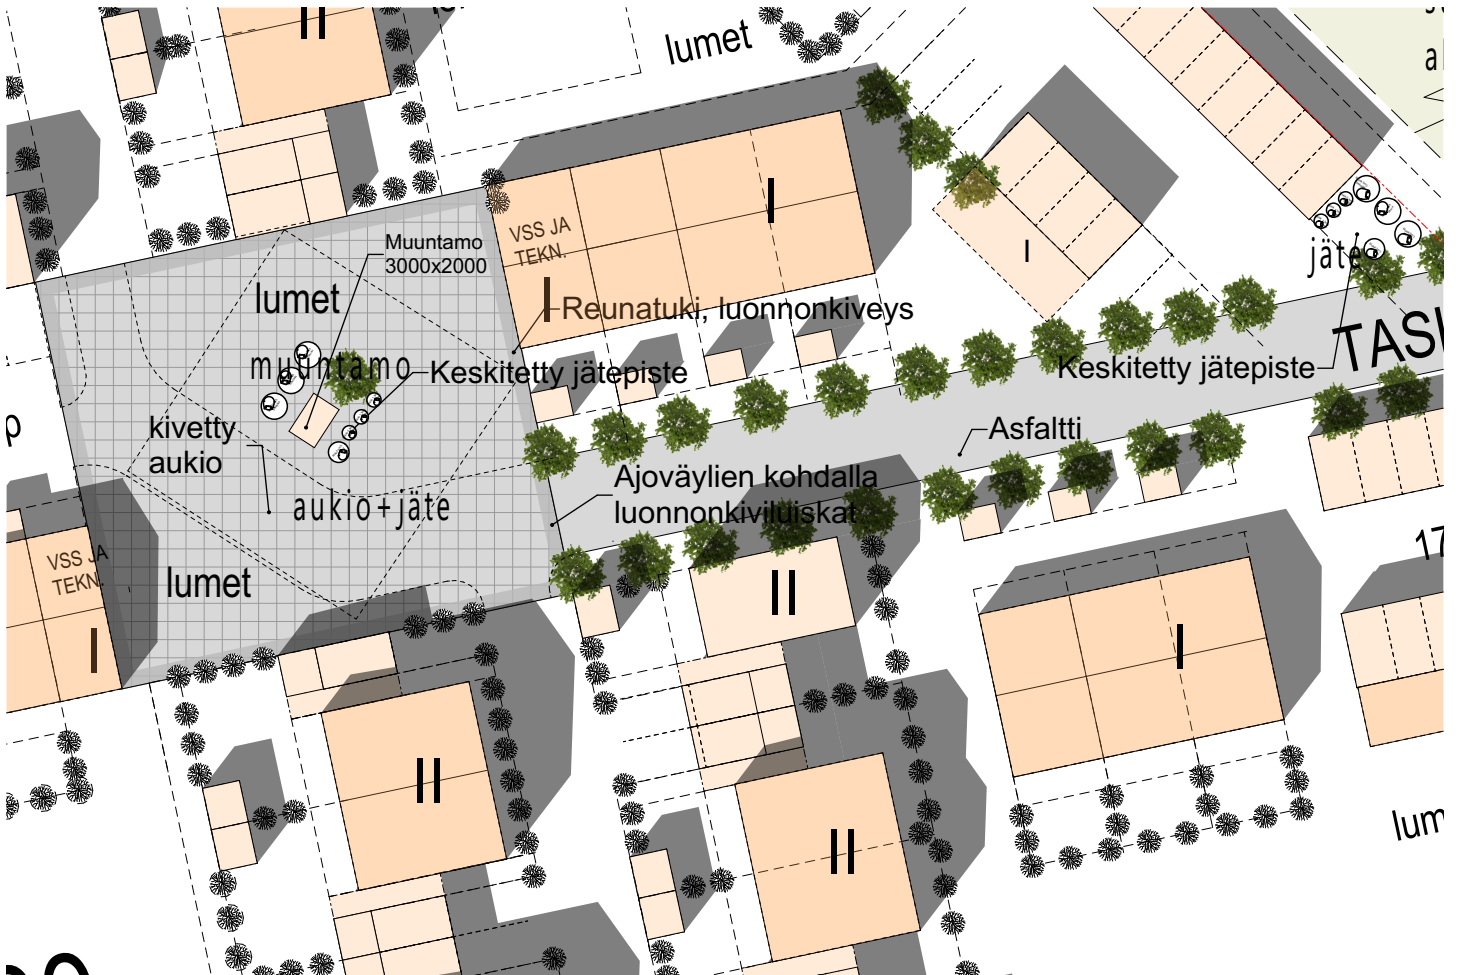 II
lumet
al
VSS JA
TEKN.
I
I
I
Muuntamo
3000x2000
lumet
jäte
Reunatuki, luonnonkiveys
TAS
muuntamo
Keskitetty jätepiste
Keskitetty jätepiste
kivetty
aukio
Asfaltti
Ajoväylien kohdalla
luonnonkiviluiskat
aukio+jäte
17
VSS JA
TEKN.
lumet
II
I
I
II
II
lum